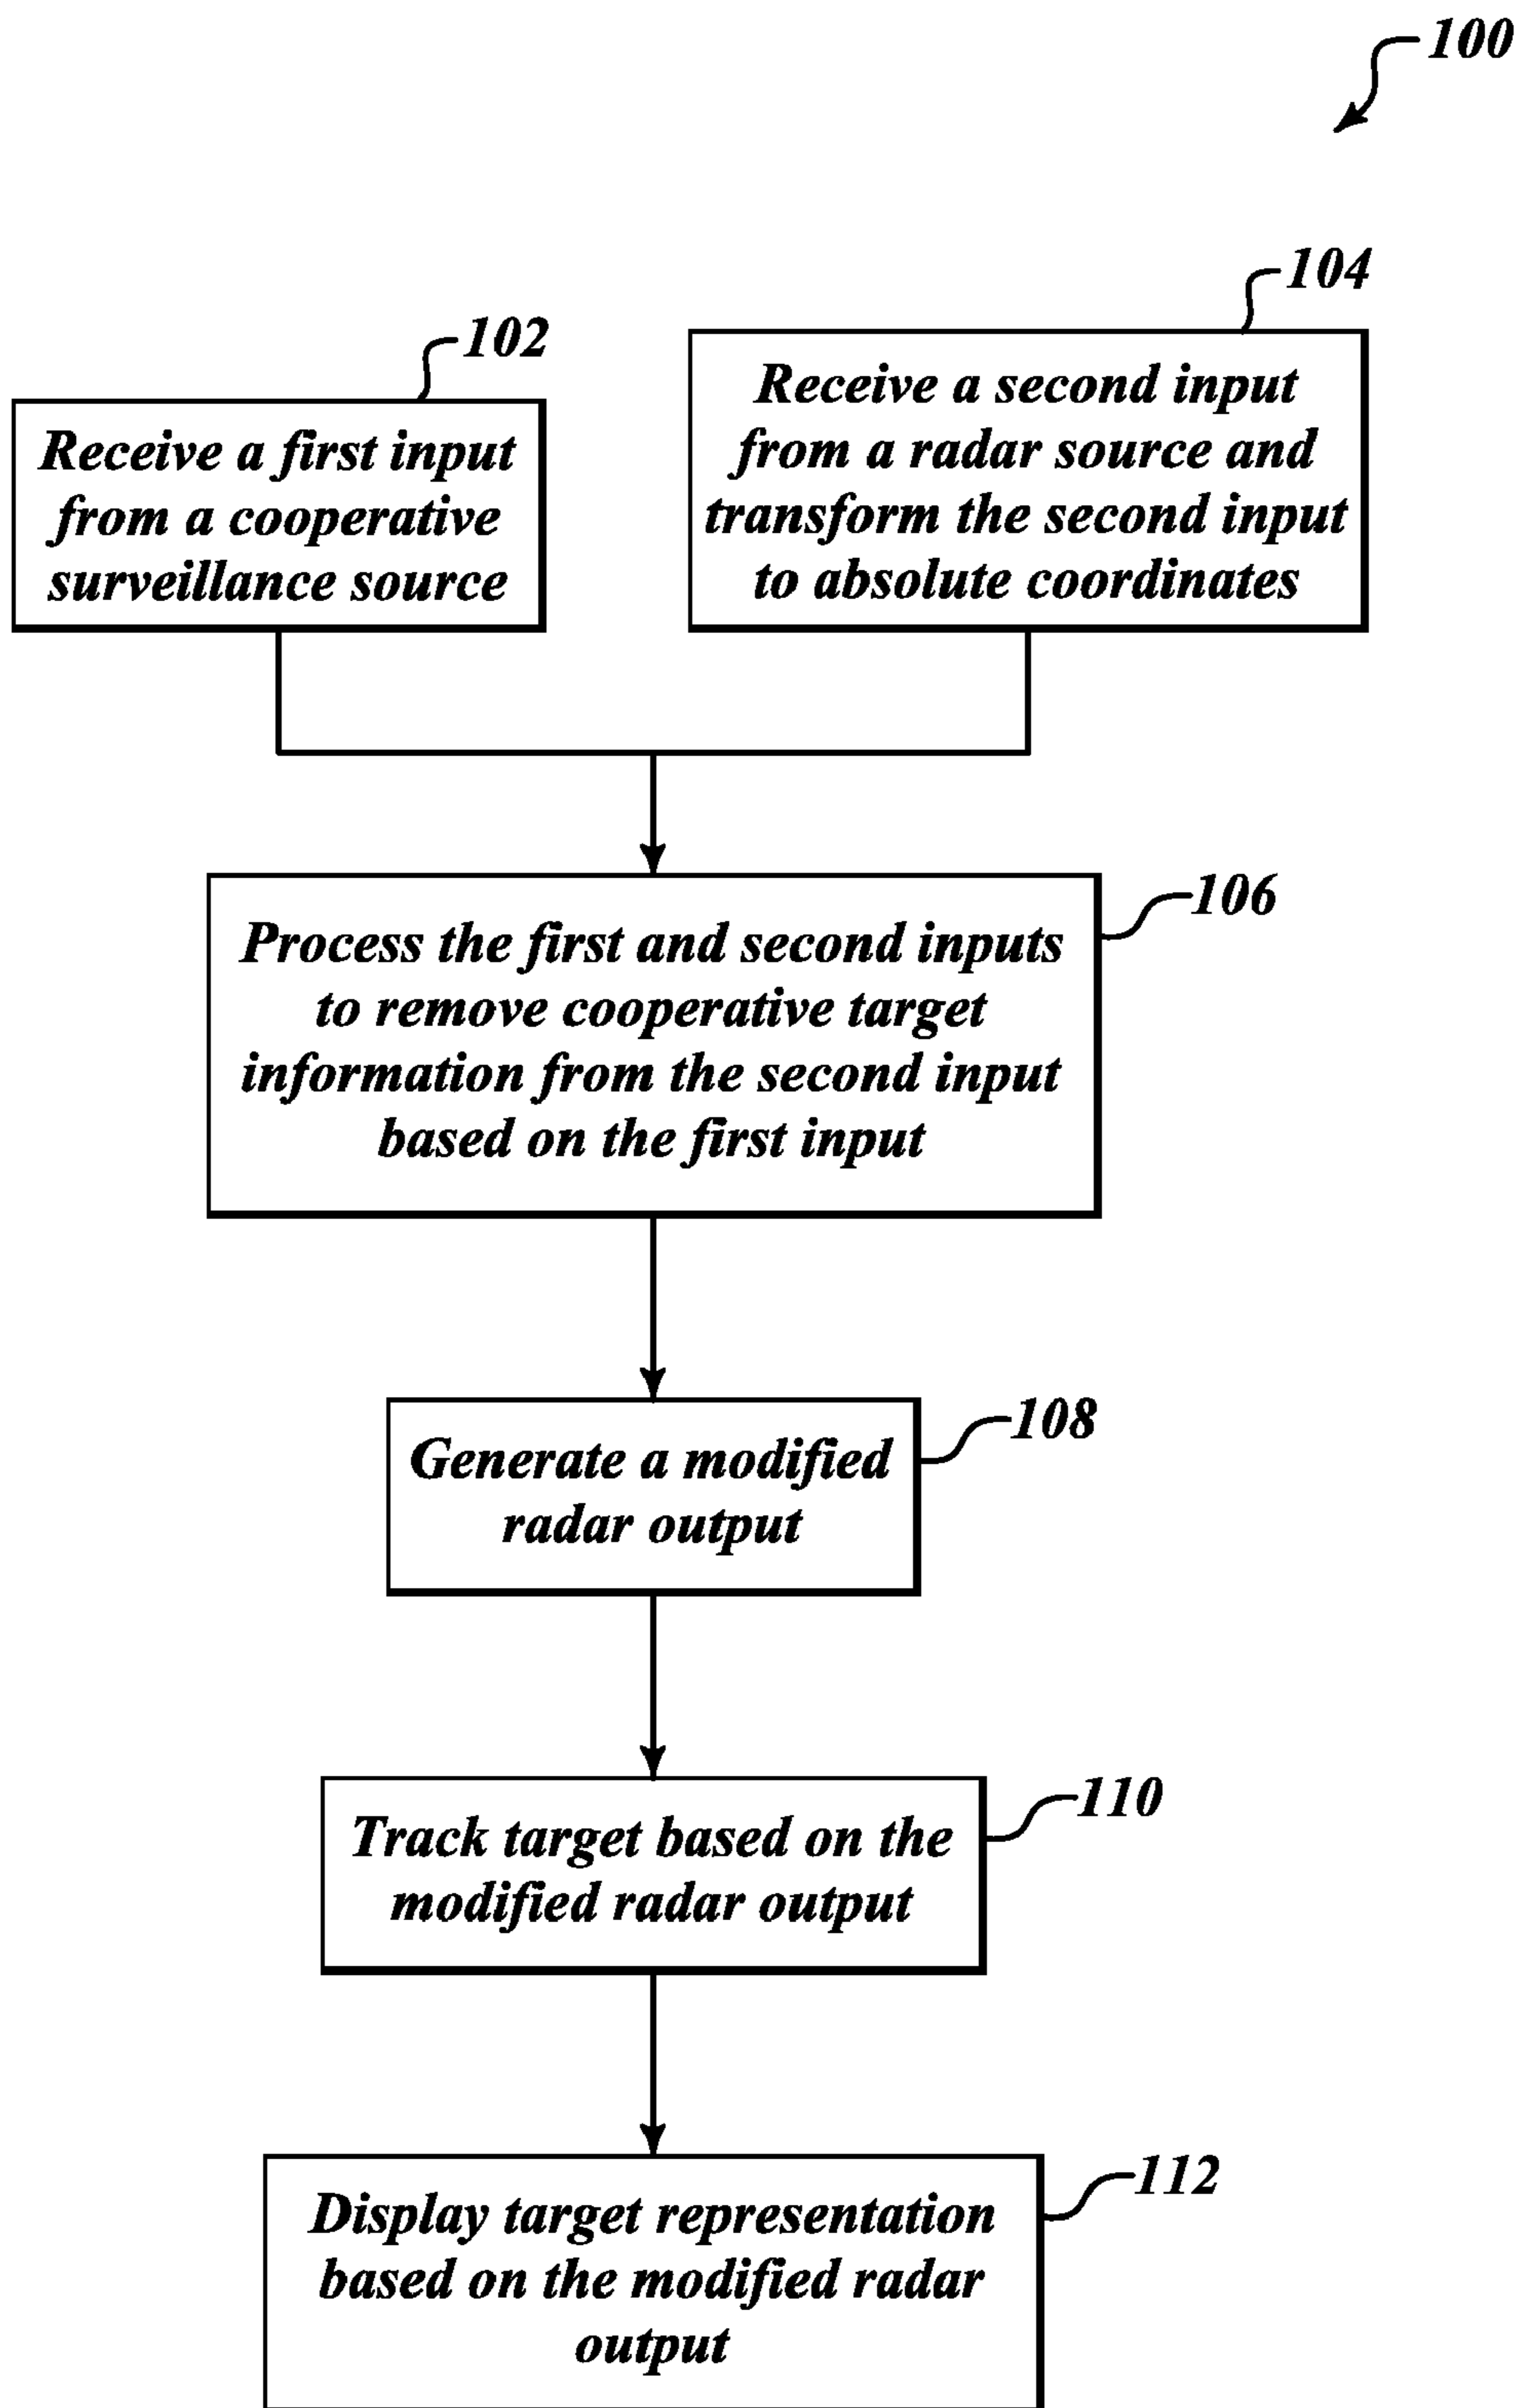 100
102
Receive a first input
from a cooperative
surveillance source
104
Receive a second input
from a radar source and
transform the second input
to absolute coordinates
106
Process the first and second inputs
to remove cooperative target
information from the second input
based on the first input
108
Generate a modified
radar output
110
Track target based on the
modified radar output
112
Display target representation
based on the modified radar
output